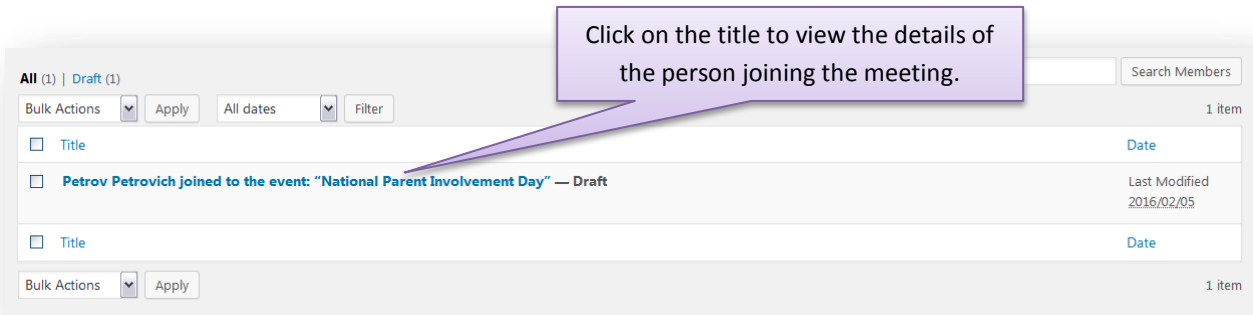 Click on the title to view the details of
the person joining the meeting.
All (1) | Draft (1)
Search Members
Bulk Actions Apply All dates Filter 1 item
Title Date
Petrov Petrovich joined to the event: “National Parent Involvement Day” — Draft Last Modified
2016/02/05
Title Date
Bulk Actions Apply 1 item